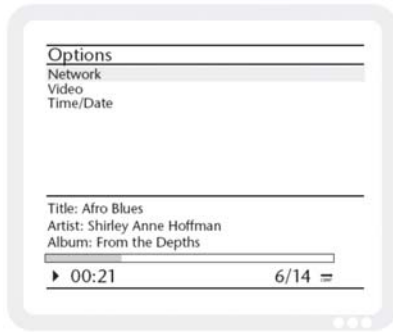 Options
Network
Video
Time/Date
Title: Afro Blues
Artist: Shirley Anne Hoffman
Album: From the Depths
00:21 6/14